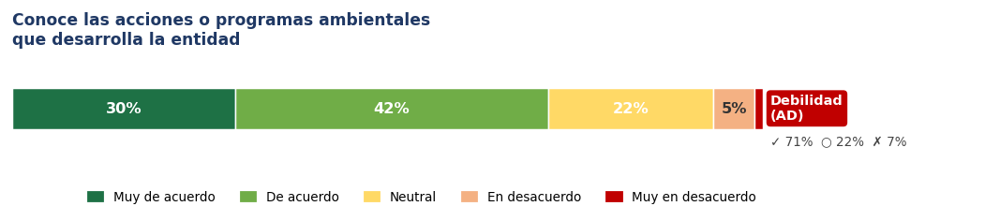 Conoce las acciones o programas ambientales
que desarrolla la entidad
30% 42% 22% 5% Debilidad
(AD)
✓ 71% ○ 22% ✗ 7%
Muy de acuerdo De acuerdo Neutral En desacuerdo Muy en desacuerdo